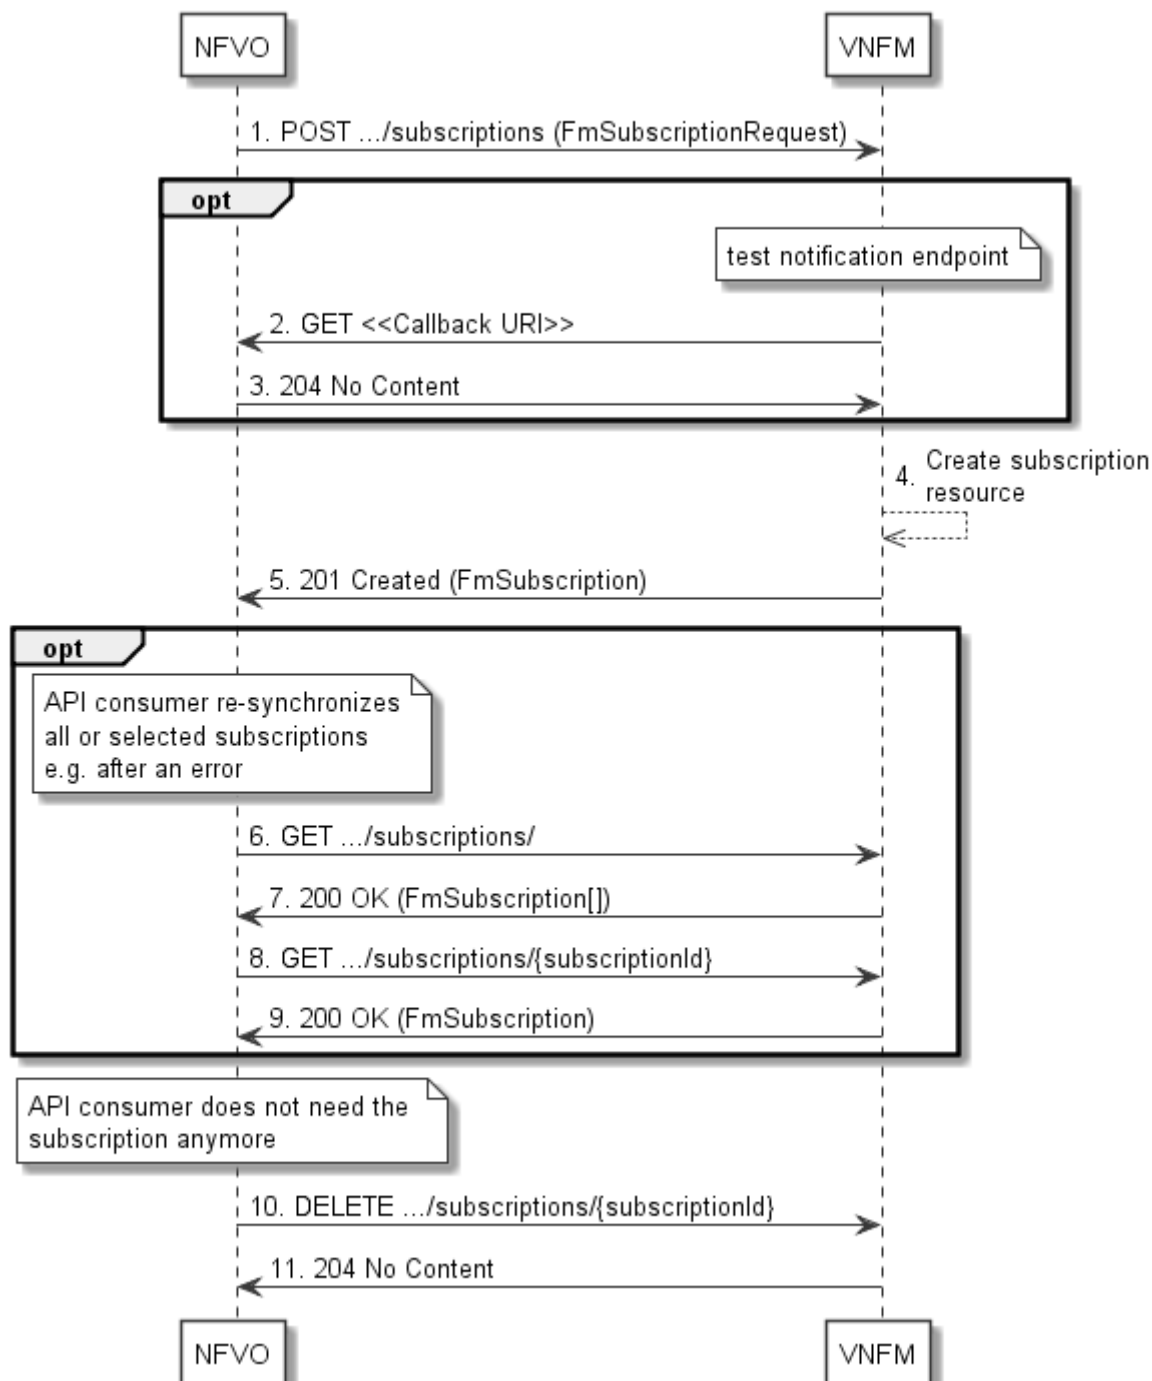 NFVO
VNFM
1. POST .../subscriptions (FmSubscriptionRequest)
opt
test notification endpoint
2. GET <<Callback URI>>
3. 204 No Content
4. Create subscription
resource
5. 201 Created (FmSubscription)
opt
API consumer re-synchronizes
all or selected subscriptions
e.g. after an error
6. GET .../subscriptions/
7. 200 OK (FmSubscription[])
8. GET .../subscriptions/{subscriptionId}
9. 200 OK (FmSubscription)
API consumer does not need the
subscription anymore
10. DELETE .../subscriptions/{subscriptionId}
11. 204 No Content
NFVO
VNFM